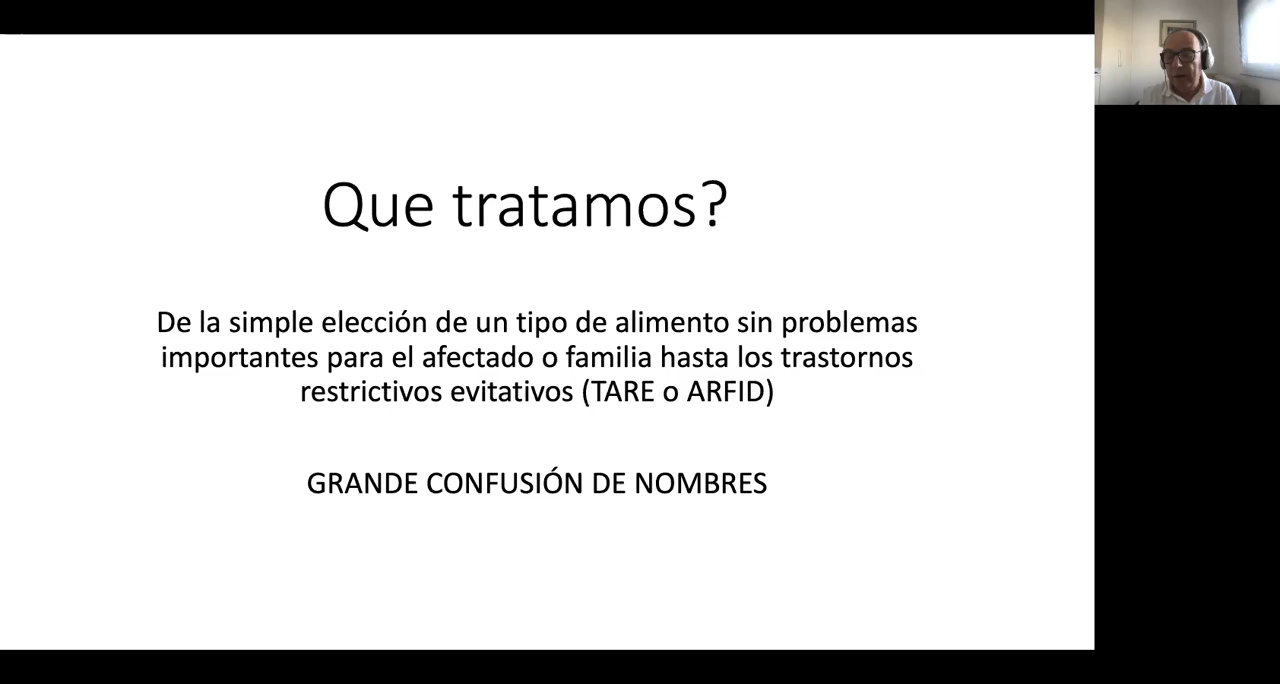 Que tratamos?
De la simple elección de un tipo de alimento sin problemas
importantes para el afectado o familia hasta los trastornos
restrictivos evitativos (TARE o ARFID)
GRANDE CONFUSIÓN DE NOMBRES